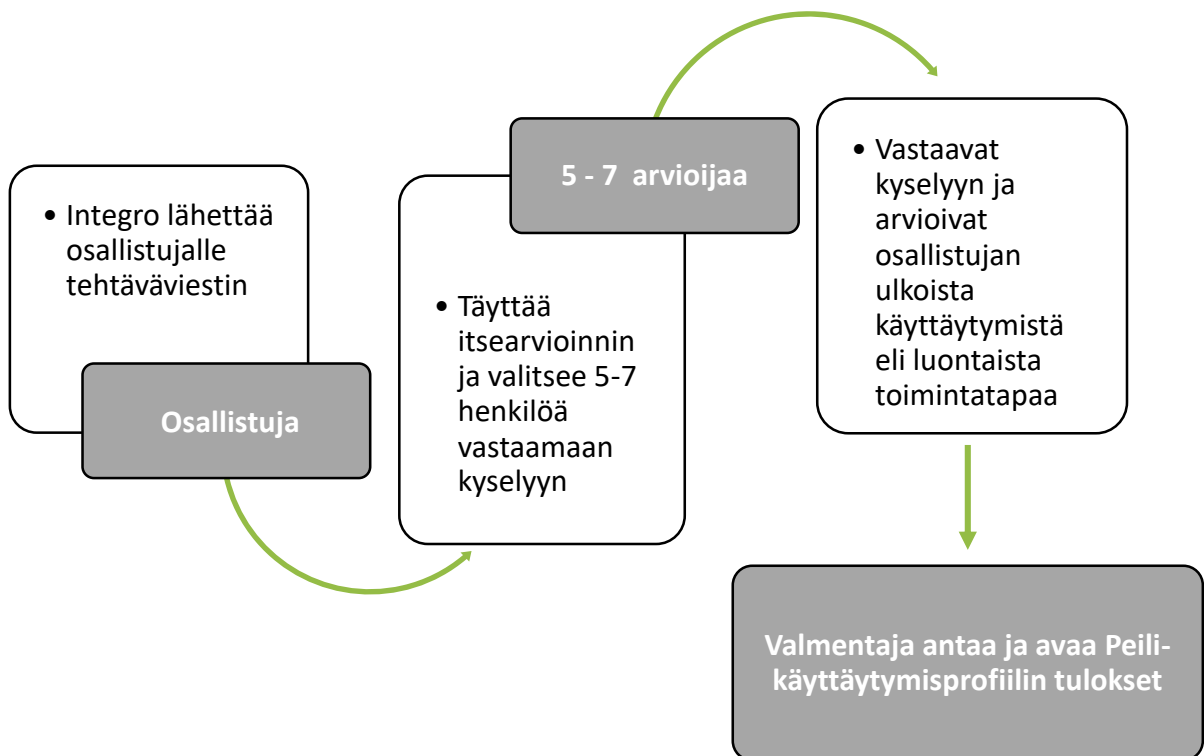 • Integro lähettää
osallistujalle
tehtäväviestin
Osallistuja
• Täyttää
itsearvioinnin
ja valitsee 5-7
henkilöä
vastaamaan
kyselyyn
5 - 7 arvioijaa
• Vastaavat
kyselyyn ja
arvioivat
osallistujan
ulkoista
käyttäytymistä
eli luontaista
toimintatapaa
Valmentaja antaa ja avaa Peili-
käyttäytymisprofiilin tulokset